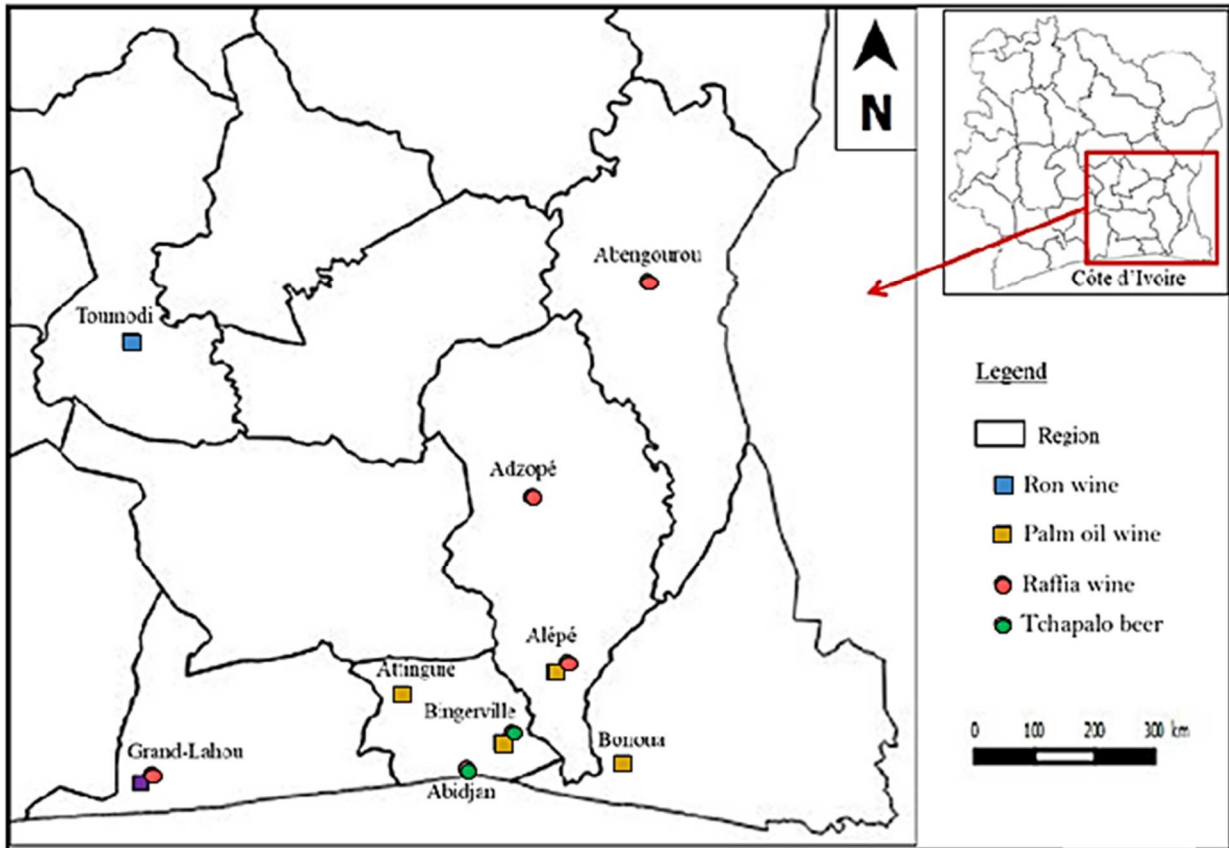 N
Abengourou
Toumodi
Adzopé
Alépé
Attinguie
Bingerville
Bonoua
Grand-Lahou
Abidjan
Côte d'Ivoire
Legend
Region
Ron wine
Palm oil wine
Raffia wine
Tchapalo beer
0 100 200 300 km